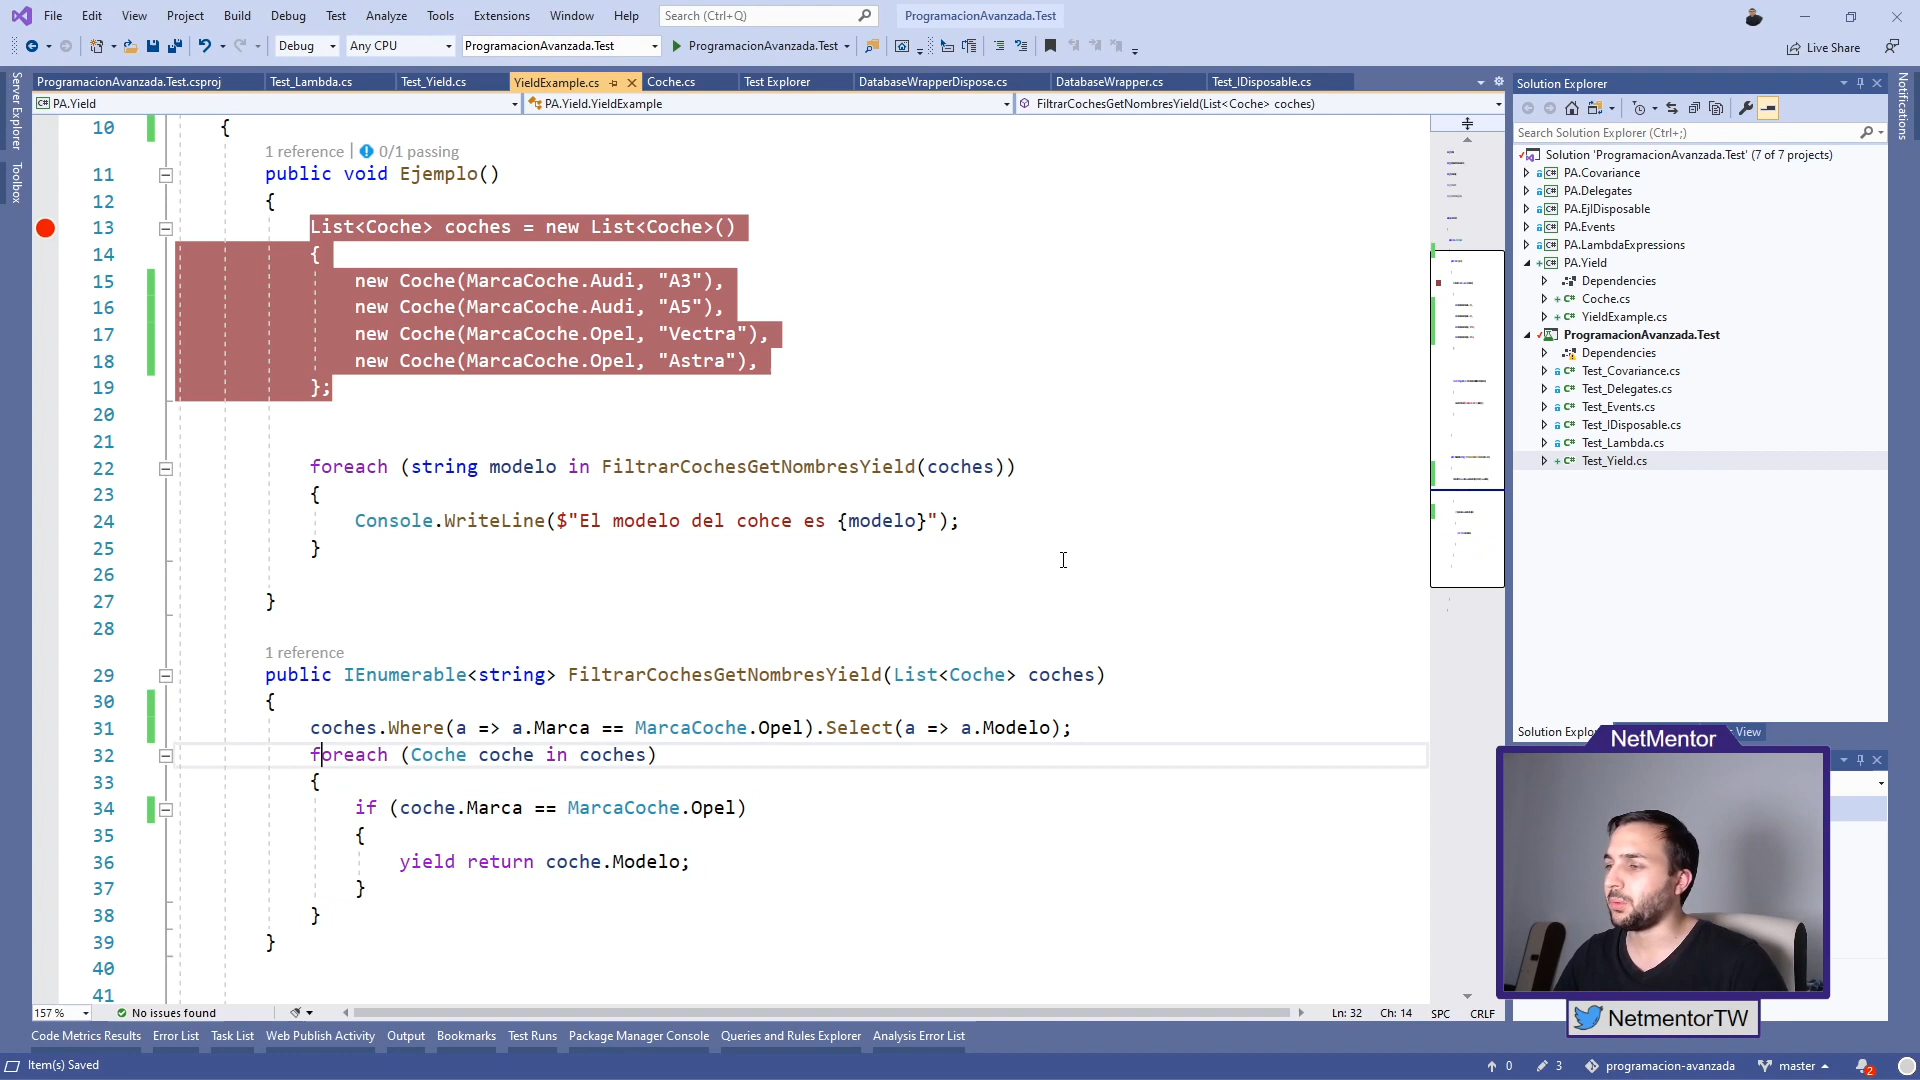 File Edit View Project Build Debug Test Analyze Tools Extensions Window Help Search (Ctrl+Q) ProgramacionAvanzada.Test
Debug Any CPU ProgramacionAvanzada.Test ProgramacionAvanzada.Test Live Share
ProgramacionAvanzada.Test.csproj Test_Lambda.cs Test_Yield.cs YieldExample.cs Coche.cs Test Explorer DatabaseWrapperDispose.cs DatabaseWrapper.cs Test_IDisposable.cs
PA.Yield PA.Yield.YieldExample FiltrarCochesGetNombresYield(List<Coche> coches)
Server Explorer
Toolbox
10 {
1 reference | 0/1 passing
11 public void Ejemplo()
12 {
13 List<Coche> coches = new List<Coche>()
14 {
15 new Coche(MarcaCoche.Audi, "A3"),
16 new Coche(MarcaCoche.Audi, "A5"),
17 new Coche(MarcaCoche.Opel, "Vectra"),
18 new Coche(MarcaCoche.Opel, "Astra"),
19 };
20
21
22 foreach (string modelo in FiltrarCochesGetNombresYield(coches))
23 {
24 Console.WriteLine($"El modelo del cohce es {modelo}");
25 }
26
27 }
28
1 reference
29 public IEnumerable<string> FiltrarCochesGetNombresYield(List<Coche> coches)
30 {
31 coches.Where(a => a.Marca == MarcaCoche.Opel).Select(a => a.Modelo);
32 foreach (Coche coche in coches)
33 {
34 if (coche.Marca == MarcaCoche.Opel)
35 {
36 yield return coche.Modelo;
37 }
38 }
39 }
40
41
157 % No issues found Ln: 32 Ch: 14 SPC CRLF
Code Metrics Results Error List Task List Web Publish Activity Output Bookmarks Test Runs Package Manager Console Queries and Rules Explorer Analysis Error List
Item(s) Saved 0 3 programacion-avanzada master 2
Solution Explorer
Search Solution Explorer (Ctrl+;)
Solution 'ProgramacionAvanzada.Test' (7 of 7 projects)
PA.Covariance
PA.Delegates
PA.EjIDisposable
PA.Events
PA.LambdaExpressions
PA.Yield
Dependencies
Coche.cs
YieldExample.cs
ProgramacionAvanzada.Test
Dependencies
Test_Covariance.cs
Test_Delegates.cs
Test_Events.cs
Test_IDisposable.cs
Test_Lambda.cs
Test_Yield.cs
Solution View
Notifications
NetMentor
NetmentorTW